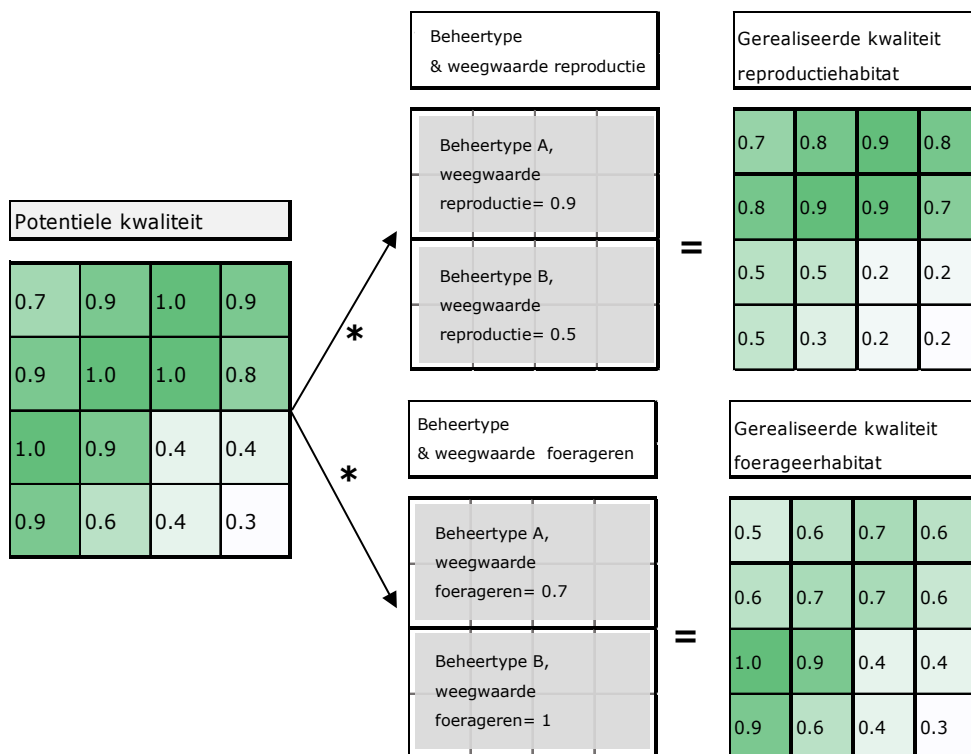 Potentiele kwaliteit
0.7 0.9 1.0 0.9
0.9 1.0 1.0 0.8
1.0 0.9 0.4 0.4
0.9 0.6 0.4 0.3
*
*
Beheertype
& weegwaarde reproductie
Beheertype A,
weegwaarde
reproductie= 0.9
Beheertype B,
weegwaarde
reproductie= 0.5
=
Gerealiseerde kwaliteit
reproductiehabitat
0.7 0.8 0.9 0.8
0.8 0.9 0.9 0.7
0.5 0.5 0.2 0.2
0.5 0.3 0.2 0.2
Beheertype
& weegwaarde foerageren
Beheertype A,
weegwaarde
foerageren= 0.7
Beheertype B,
weegwaarde
foerageren= 1
=
Gerealiseerde kwaliteit
foerageerhabitat
0.5 0.6 0.7 0.6
0.6 0.7 0.7 0.6
1.0 0.9 0.4 0.4
0.9 0.6 0.4 0.3